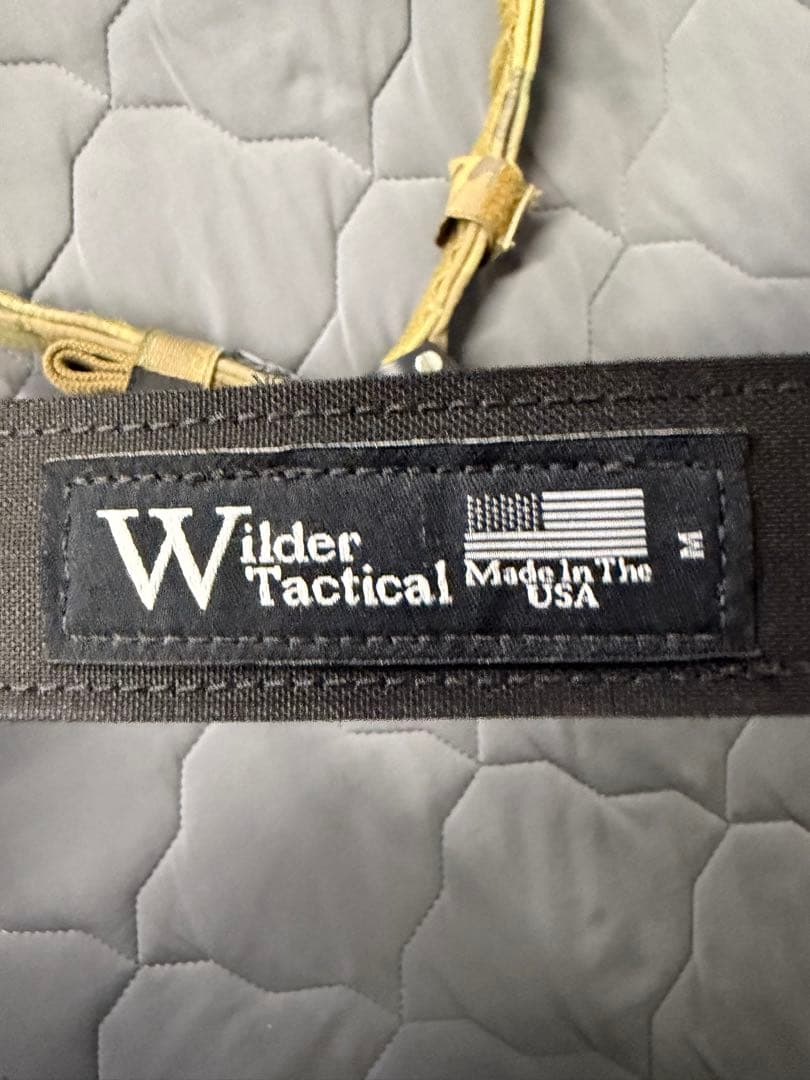 Wilder
Tactical
Made In The
USA
M